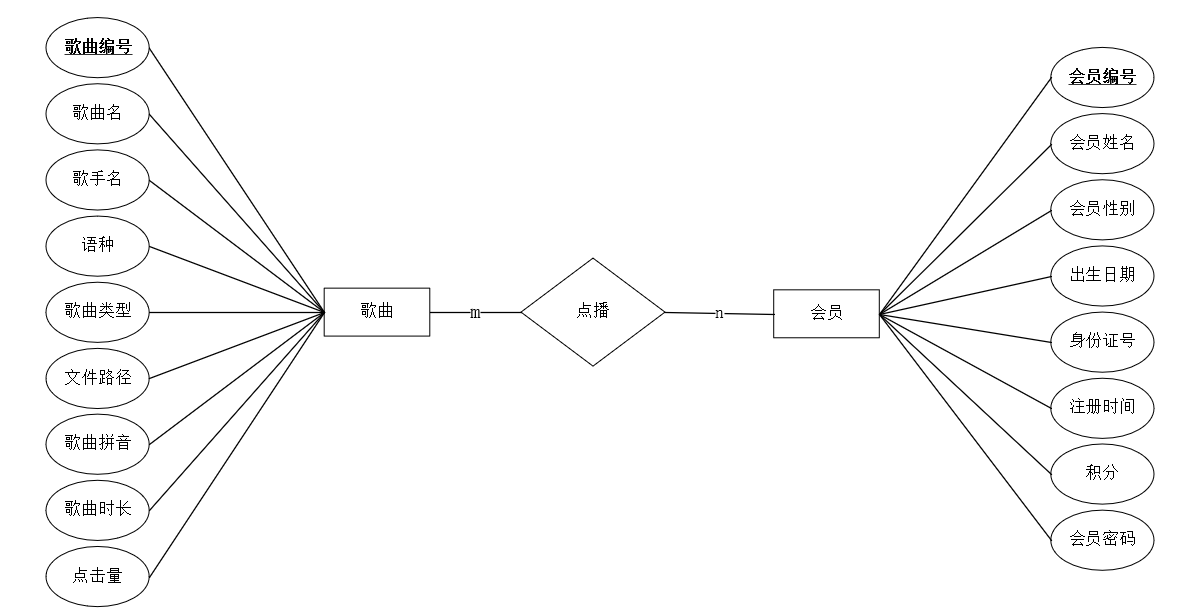 歌曲编号
歌曲名
歌手名
语种
歌曲类型
文件路径
歌曲拼音
歌曲时长
点击量
歌曲
m
点播
n
会员
会员编号
会员姓名
会员性别
出生日期
身份证号
注册时间
积分
会员密码